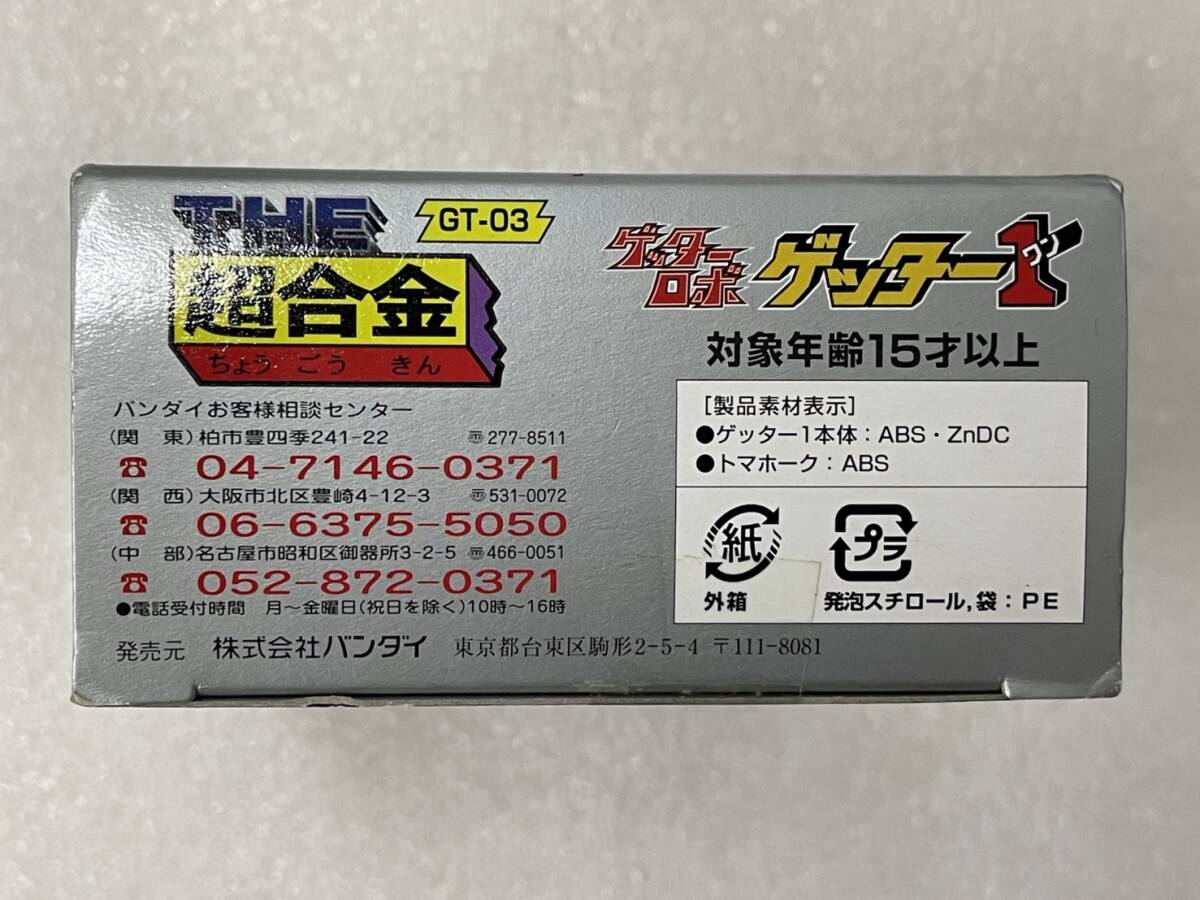 THE
超合金
ちょう ごう きん
GT-03
ゲッターロボ
ゲッター1
ワン
対象年齢15才以上
バンダイお客様相談センター
(関 東)柏市豊四季241-22 〠277-8511
☎ 04-7146-0371
(関 西)大阪市北区豊崎4-12-3 〠531-0072
☎ 06-6375-5050
(中 部)名古屋市昭和区御器所3-2-5 〠466-0051
☎ 052-872-0371
●電話受付時間 月〜金曜日(祝日を除く)10時〜16時
発売元 株式会社バンダイ 東京都台東区駒形2-5-4 〒111-8081
[製品素材表示]
●ゲッター1本体:ABS・ZnDC
●トマホーク:ABS
紙
外箱
プラ
発泡スチロール,袋:PE